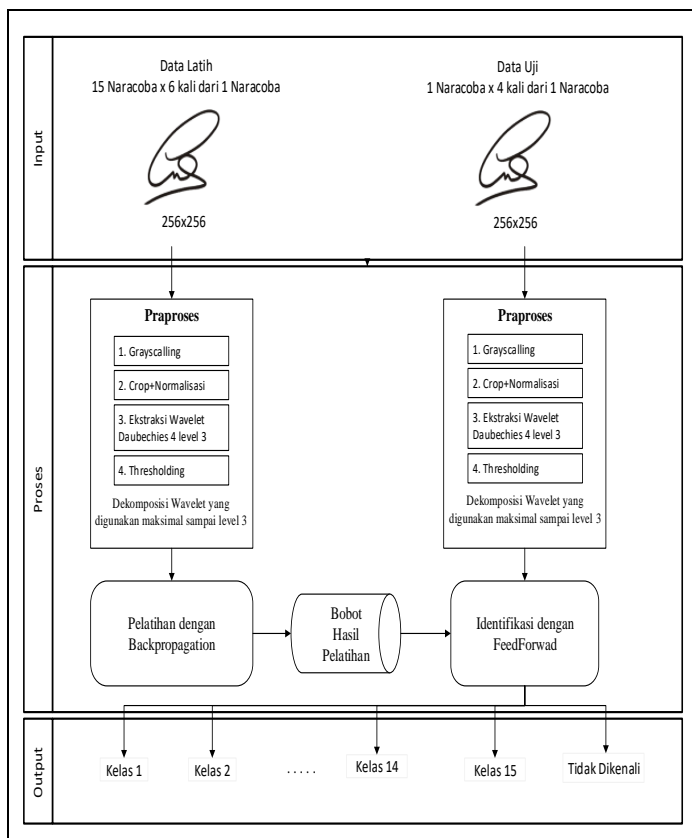 Input
Data Latih
15 Naracoba x 6 kali dari 1 Naracoba
256x256
Data Uji
1 Naracoba x 4 kali dari 1 Naracoba
256x256
Proses
Praproses
1. Grayscalling
2. Crop+Normalisasi
3. Ekstraksi Wavelet
Daubechies 4 level 3
4. Thresholding
Dekomposisi Wavelet yang
digunakan maksimal sampai level 3
Praproses
1. Grayscalling
2. Crop+Normalisasi
3. Ekstraksi Wavelet
Daubechies 4 level 3
4. Thresholding
Dekomposisi Wavelet yang
digunakan maksimal sampai level 3
Pelatihan dengan
Backpropagation
Bobot
Hasil
Pelatihan
Identifikasi dengan
FeedForwad
Output
Kelas 1
Kelas 2
. . . . .
Kelas 14
Kelas 15
Tidak Dikenali